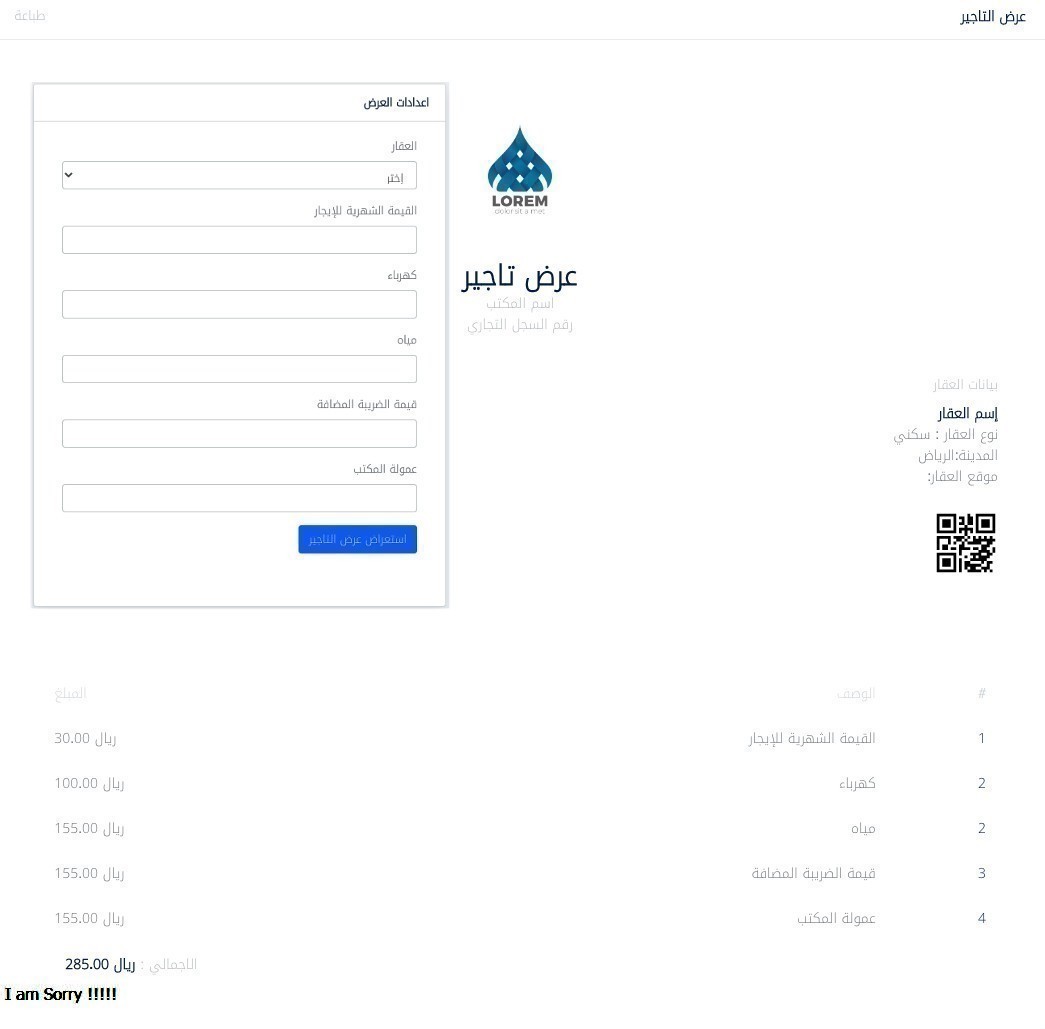 عرض التاجير
طباعة
اعدادات العرض
العقار
إختر
القيمة الشهرية للإيجار
كهرباء
مياه
قيمة الضريبة المضافة
عمولة المكتب
استعراض عرض التاجير
LOREM
dolor sit a met
عرض تاجير
اسم المكتب
رقم السجل التجاري
بيانات العقار
إسم العقار
نوع العقار : سكني
المدينة:الرياض
موقع العقار:
# الوصف المبلغ
1 القيمة الشهرية للإيجار 30.00 ريال
2 كهرباء 100.00 ريال
2 مياه 155.00 ريال
3 قيمة الضريبة المضافة 155.00 ريال
4 عمولة المكتب 155.00 ريال
الاجمالي : 285.00 ريال
I am Sorry !!!!!